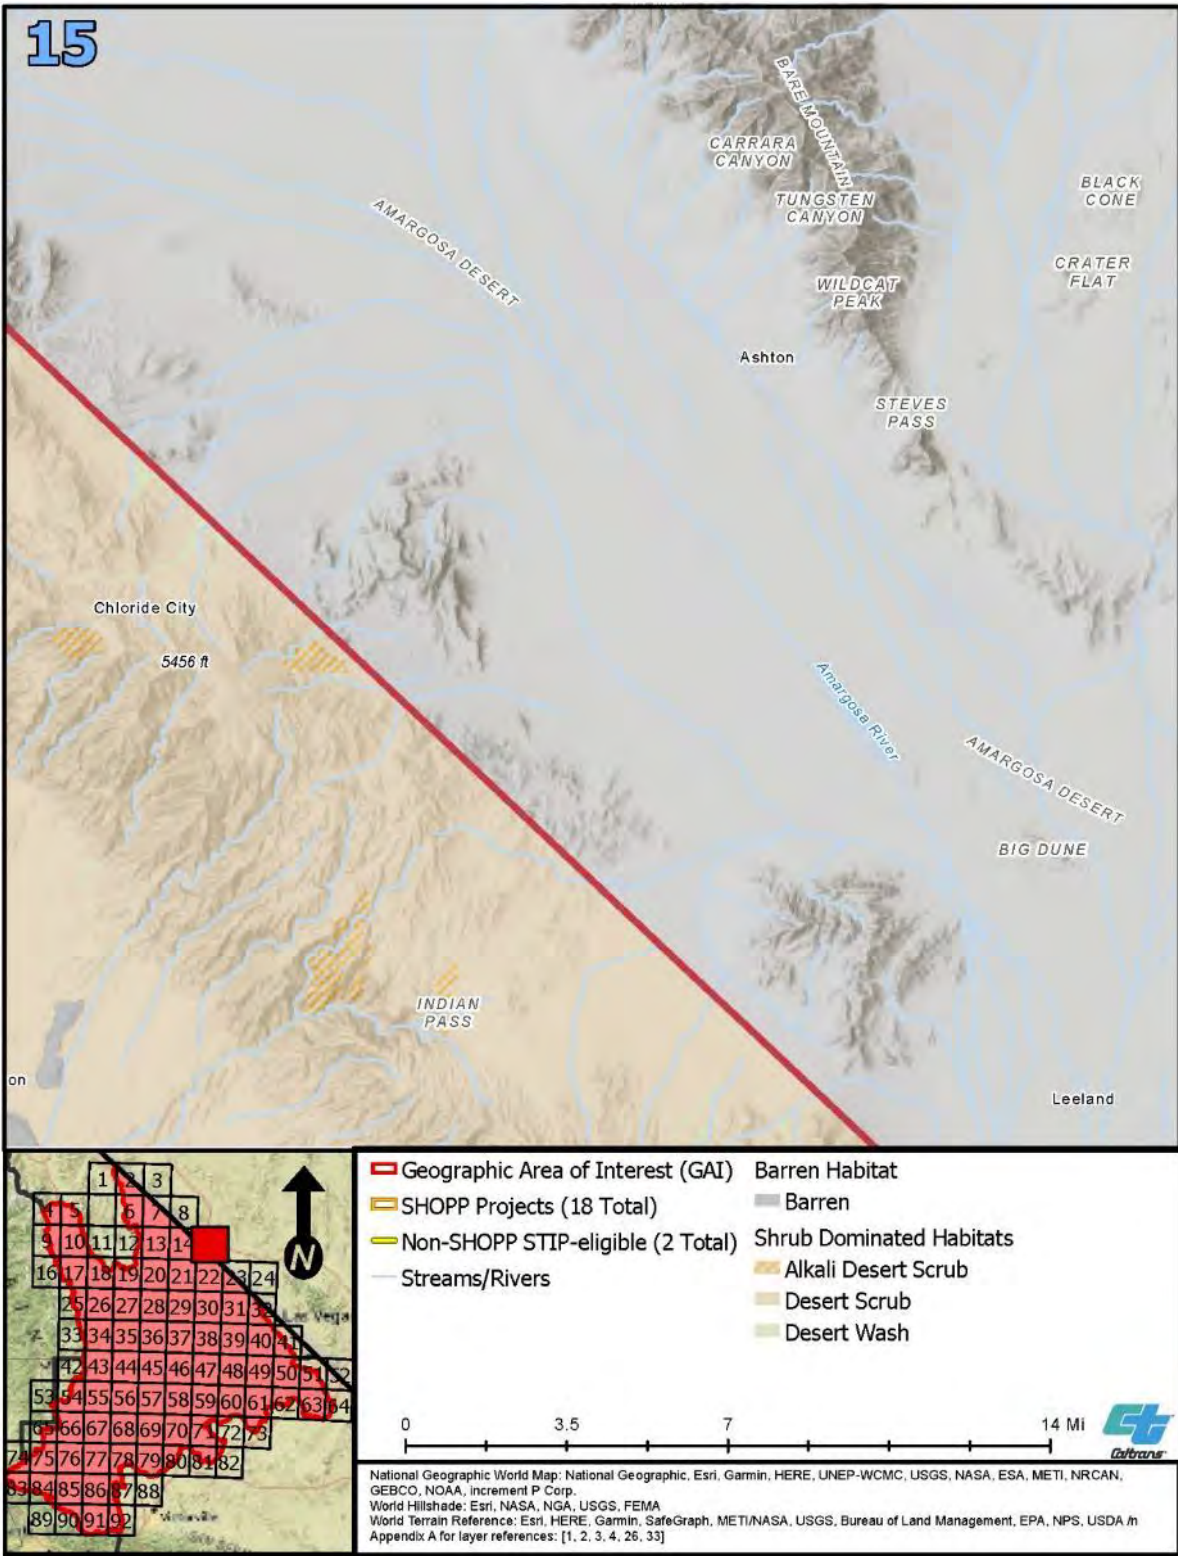 15
BARE MOUNTAIN
CARRARA
CANYON
TUNGSTEN
CANYON
BLACK
CONE
AMARGOSA DESERT
CRATER
FLAT
WILDCAT
PEAK
Ashton
STEVES
PASS
Chloride City
5456 ft
Amargosa River
AMARGOSA DESERT
BIG DUNE
INDIAN
PASS
on
Leeland
1 2 3
4 5 6 7 8
9 10 11 12 13 14
16 17 18 19 20 21 22 23 24
25 26 27 28 29 30 31 32
Las Vega
33 34 35 36 37 38 39 40 41
42 43 44 45 46 47 48 49 50 51 52
53 54 55 56 57 58 59 60 61 62 63 64
65 66 67 68 69 70 71 72 73
74 75 76 77 78 79 80 81 82
83 84 85 86 87 88
89 90 91 92
N
Geographic Area of Interest (GAI)
SHOPP Projects (18 Total)
Non-SHOPP STIP-eligible (2 Total)
Streams/Rivers
Barren Habitat
Barren
Shrub Dominated Habitats
Alkali Desert Scrub
Desert Scrub
Desert Wash
0 3.5 7 14 Mi
Caltrans
National Geographic World Map: National Geographic, Esri, Garmin, HERE, UNEP-WCMC, USGS, NASA, ESA, METI, NRCAN,
GEBCO, NOAA, increment P Corp.
World Hillshade: Esri, NASA, NGA, USGS, FEMA
World Terrain Reference: Esri, HERE, Garmin, SafeGraph, METI/NASA, USGS, Bureau of Land Management, EPA, NPS, USDA /n
Appendix A for layer references: [1, 2, 3, 4, 26, 33]